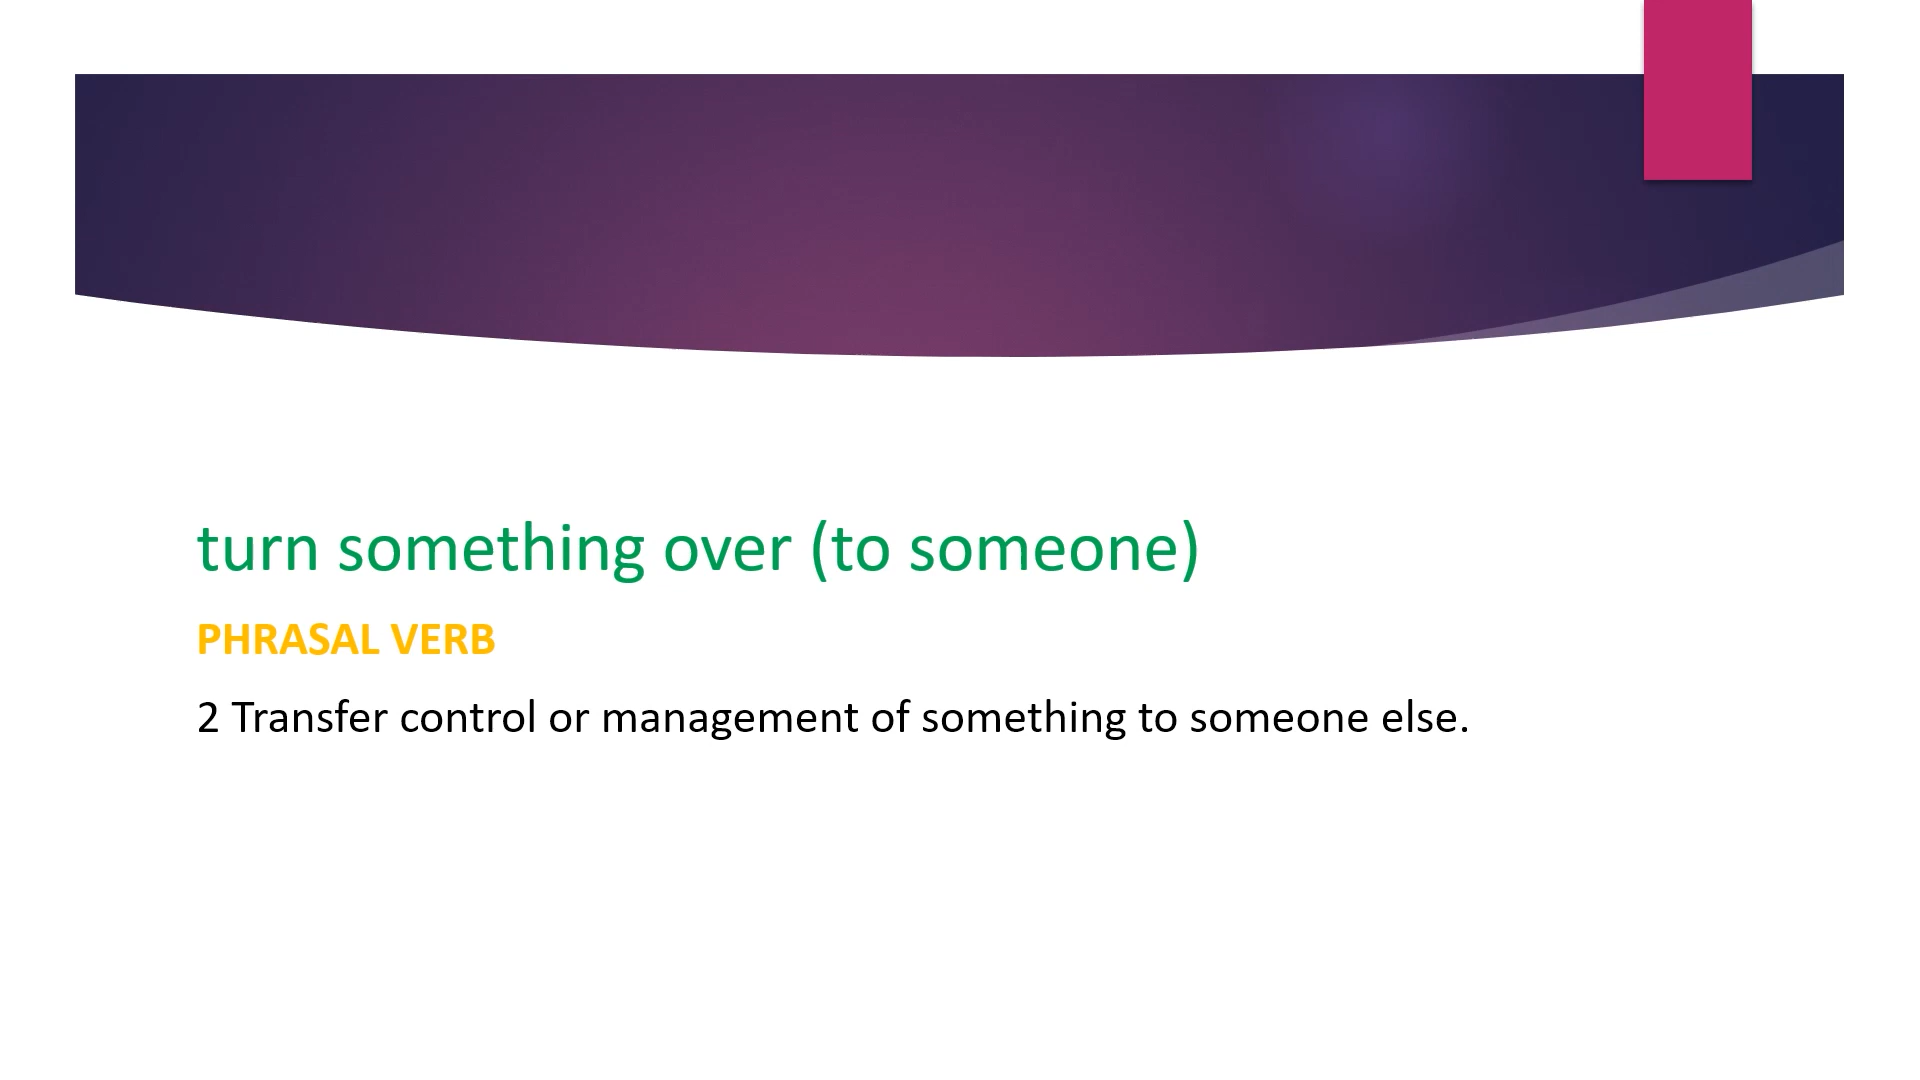 turn something over (to someone)
PHRASAL VERB
2 Transfer control or management of something to someone else.